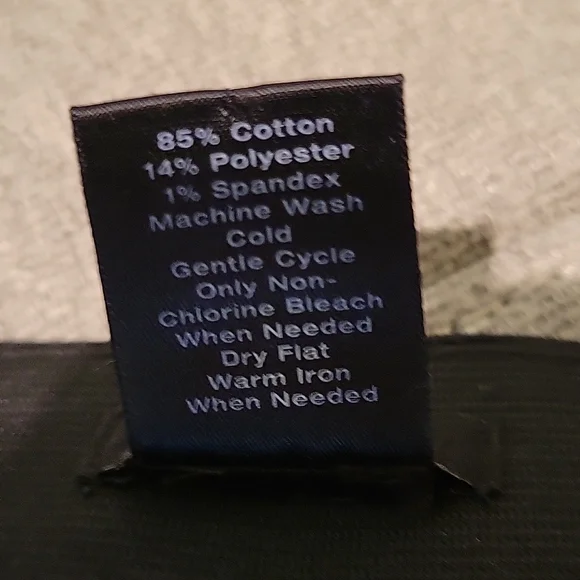 85% Cotton
14% Polyester
1% Spandex
Machine Wash
Cold
Gentle Cycle
Only Non-
Chlorine Bleach
When Needed
Dry Flat
Warm Iron
When Needed